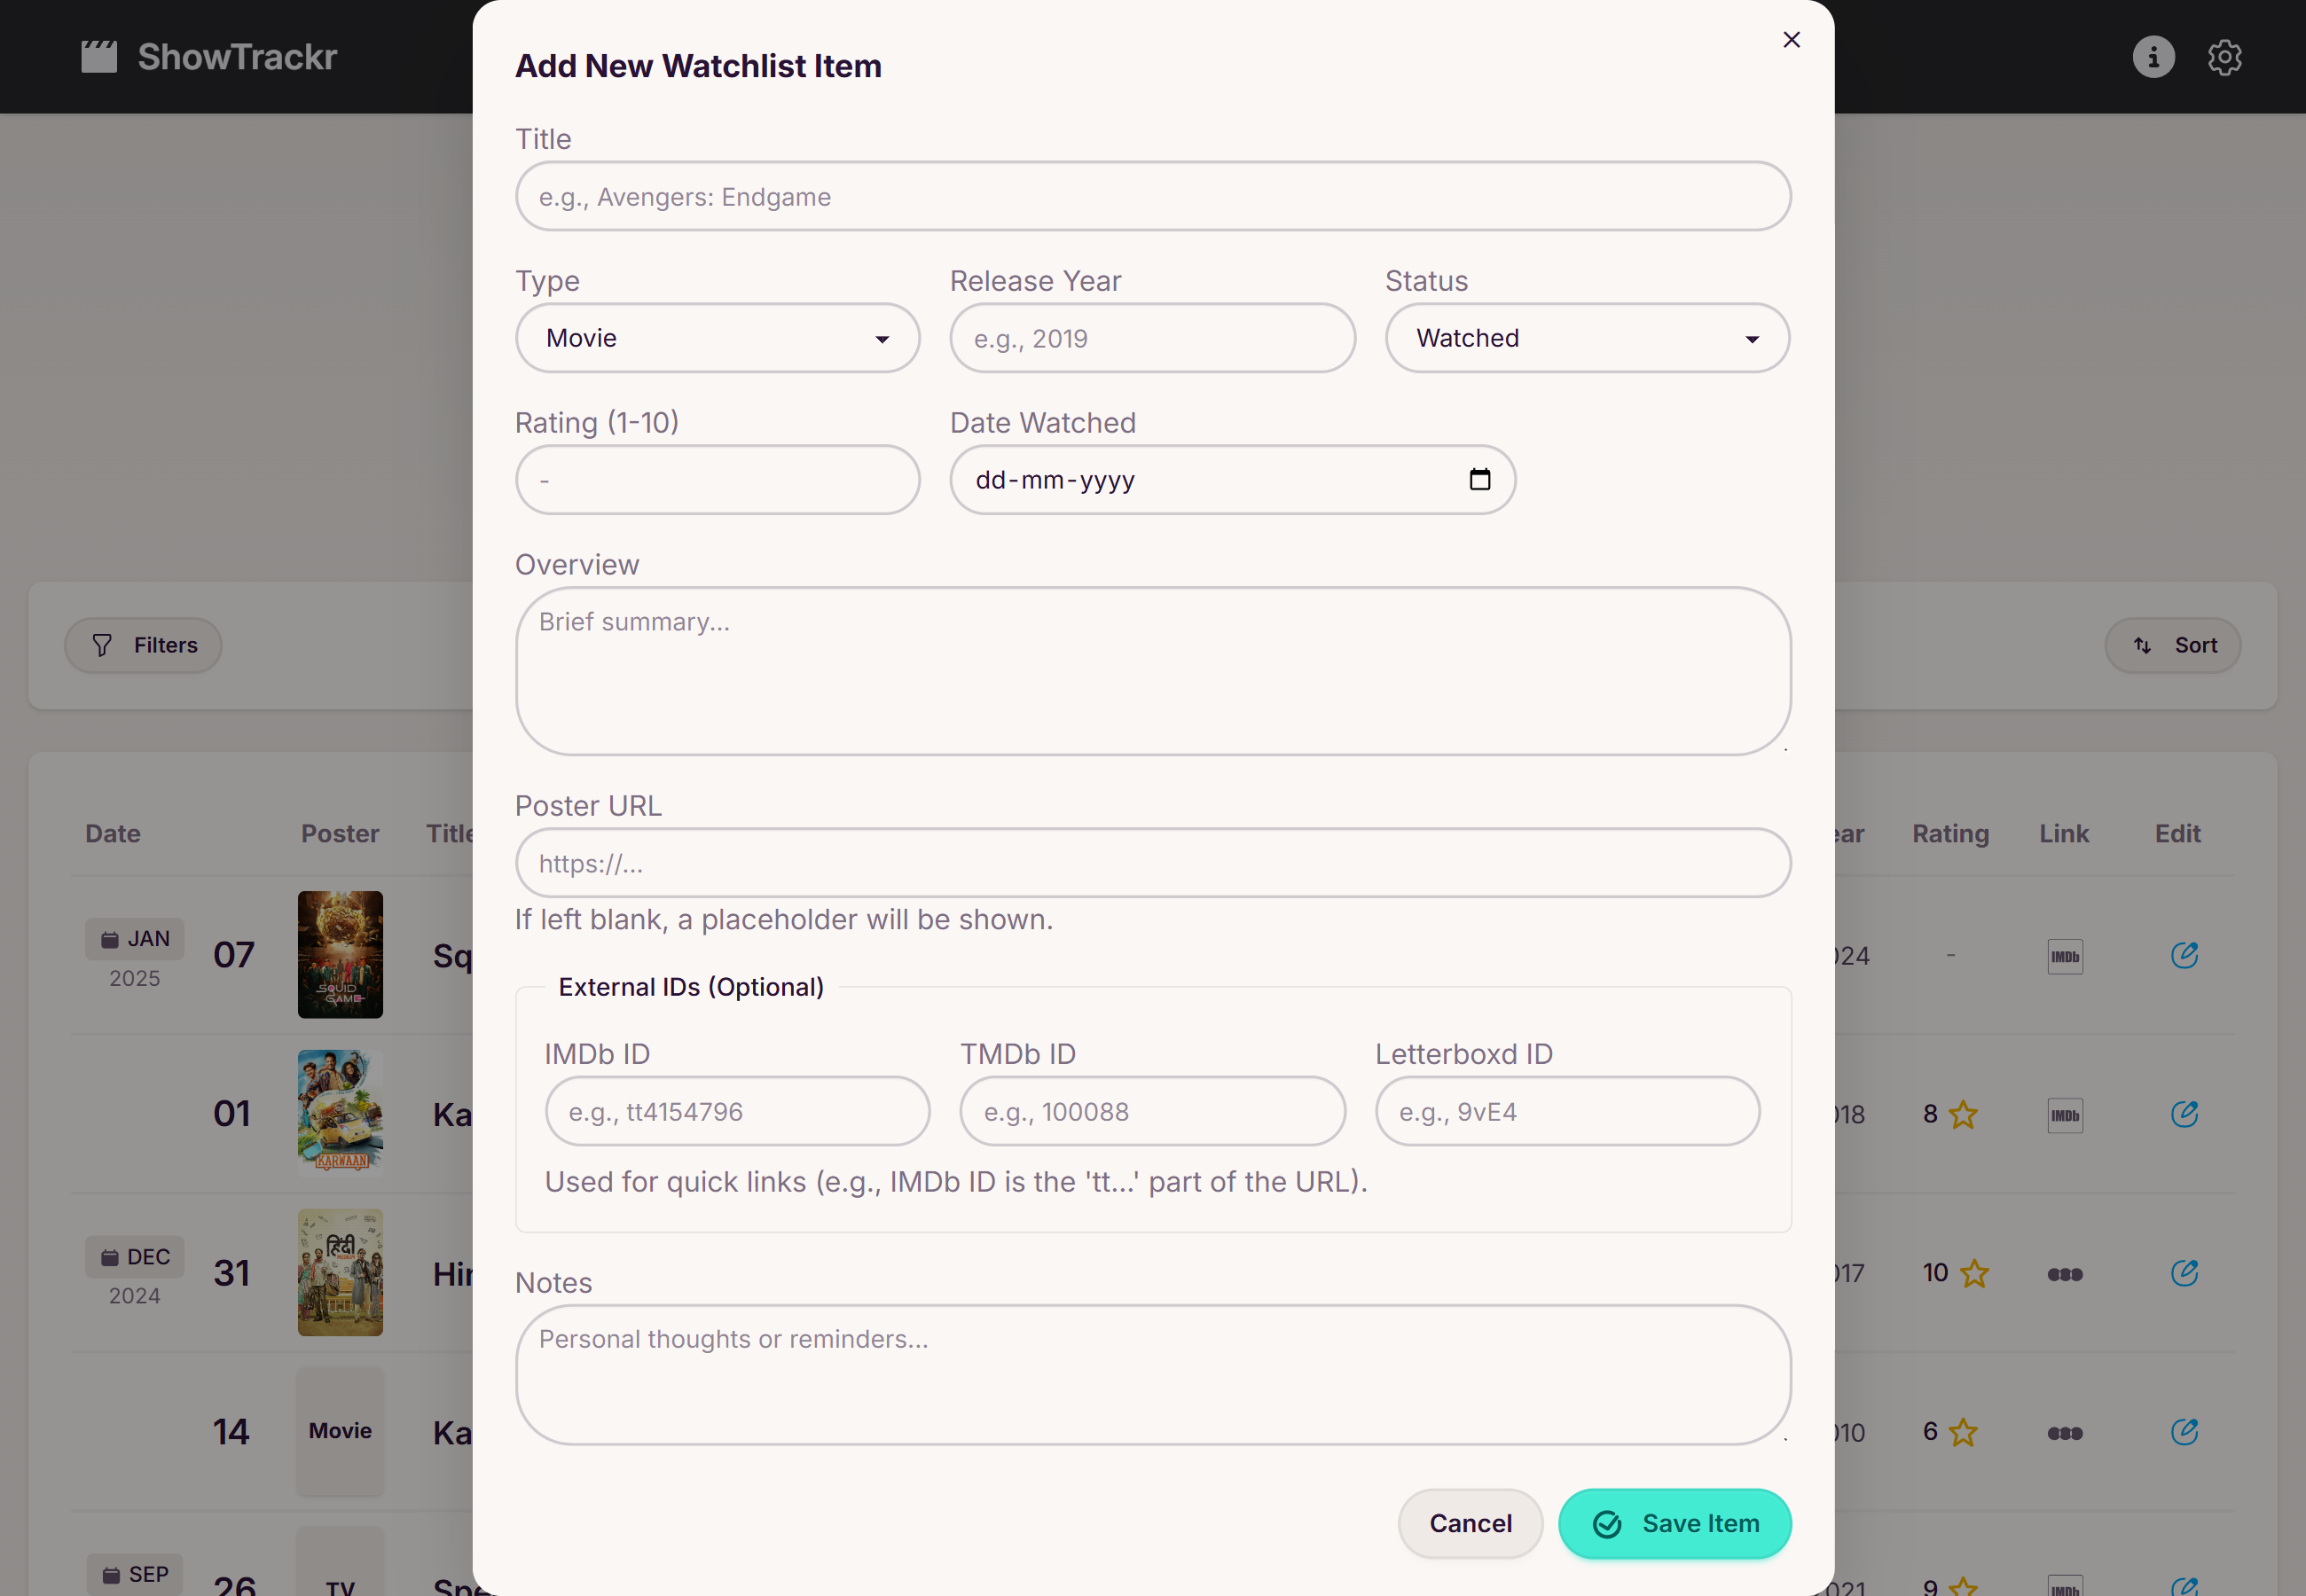 ShowTrackr
Add New Watchlist Item
Title
e.g., Avengers: Endgame
Type
Release Year
Status
Movie
e.g., 2019
Watched
Rating (1-10)
Date Watched
-
dd-mm-yyyy
Overview
Brief summary...
Filters
Sort
Poster URL
https://...
If left blank, a placeholder will be shown.
Date Poster Title
ear Rating Link Edit
External IDs (Optional)
IMDb ID
TMDb ID
Letterboxd ID
e.g., tt4154796
e.g., 100088
e.g., 9vE4
Used for quick links (e.g., IMDb ID is the 'tt...' part of the URL).
JAN
2025
07
SQUID
GAME
Sq
024
-
IMDb
01
KARWAAN
Ka
018
8
IMDb
DEC
2024
31
हिंदी
Hin
017
10
Notes
Personal thoughts or reminders...
14
Movie
Ka
010
6
Cancel
Save Item
SEP
26
TV
Spe
021
9
IMDb